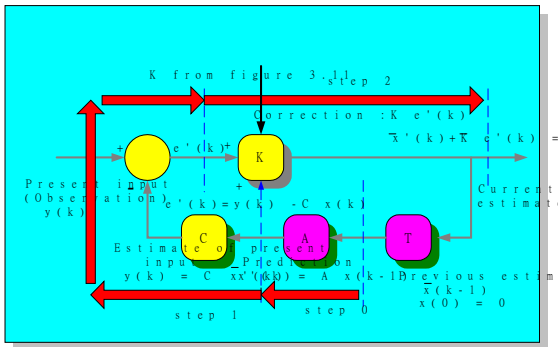 K from figure 3.11
step 2
Correction :K e'(k)
x'(k)+K e'(k) =
+
e'(k)
+
K
+
-
Present input
(Observation)
y(k)
Current
estimat
e'(k)=y(k) -C x(k)
C
A
T
Estimate of present
input
Prediction
y(k) = C x'(k)
x'(k) = A x(k-1)
Previous estim
x(k-1)
x(0) = 0
step 1
step 0